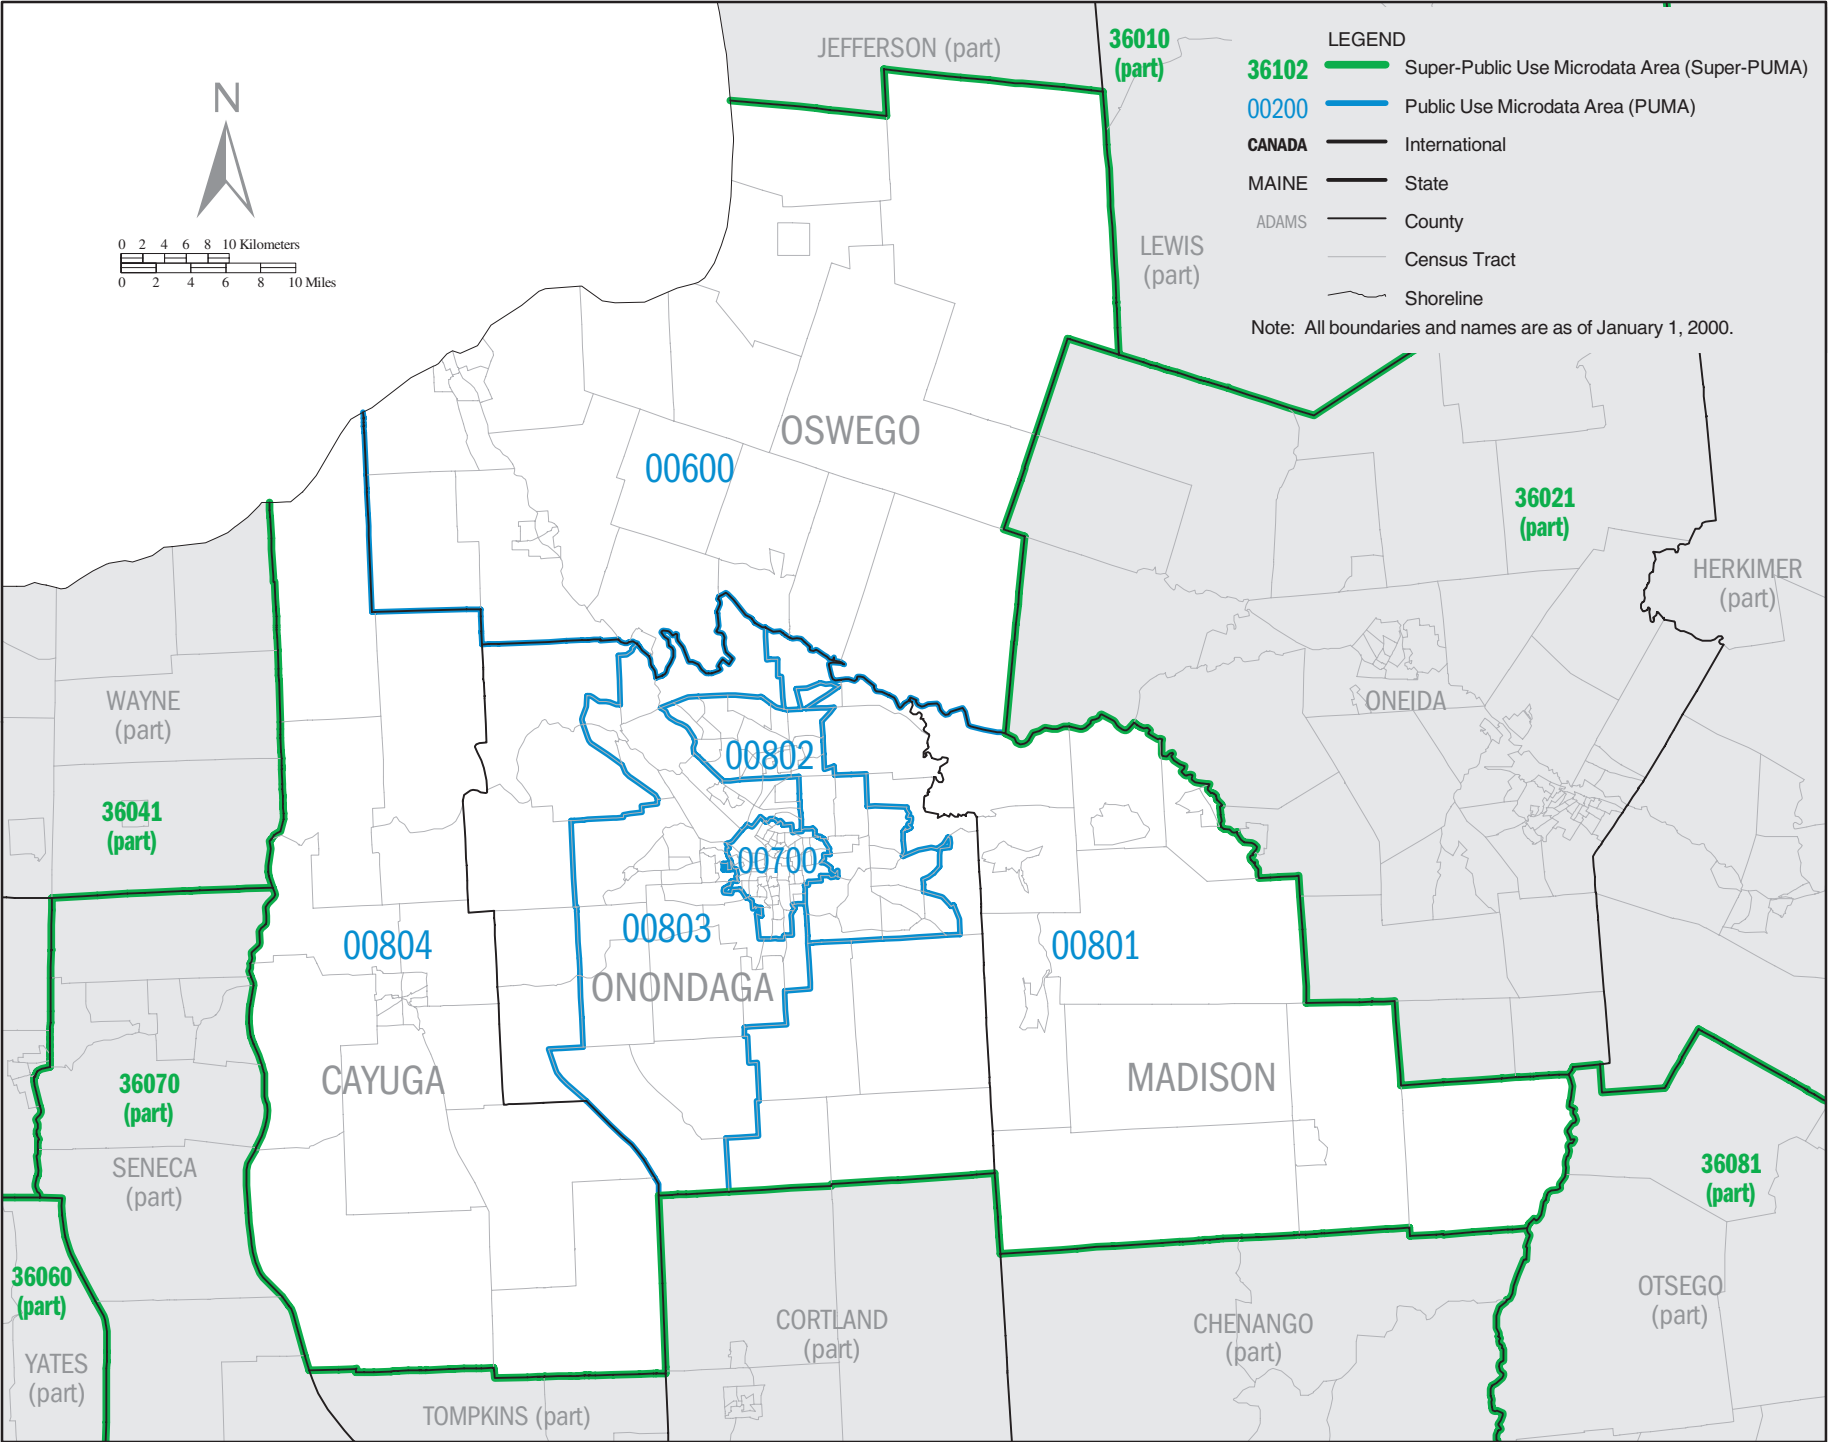 JEFFERSON (part)
36010
(part)
LEGEND
36102 Super-Public Use Microdata Area (Super-PUMA)
00200 Public Use Microdata Area (PUMA)
CANADA International
MAINE State
ADAMS County
Census Tract
Shoreline
Note: All boundaries and names are as of January 1, 2000.
N
0 2 4 6 8 10 Kilometers
0 2 4 6 8 10 Miles
LEWIS
(part)
OSWEGO
00600
36021
(part)
HERKIMER
(part)
WAYNE
(part)
ONEIDA
00802
36041
(part)
00700
00804
00803
00801
ONONDAGA
36070
(part)
CAYUGA
MADISON
SENECA
(part)
36081
(part)
36060
(part)
OTSEGO
(part)
CORTLAND
(part)
CHENANGO
(part)
YATES
(part)
TOMPKINS (part)